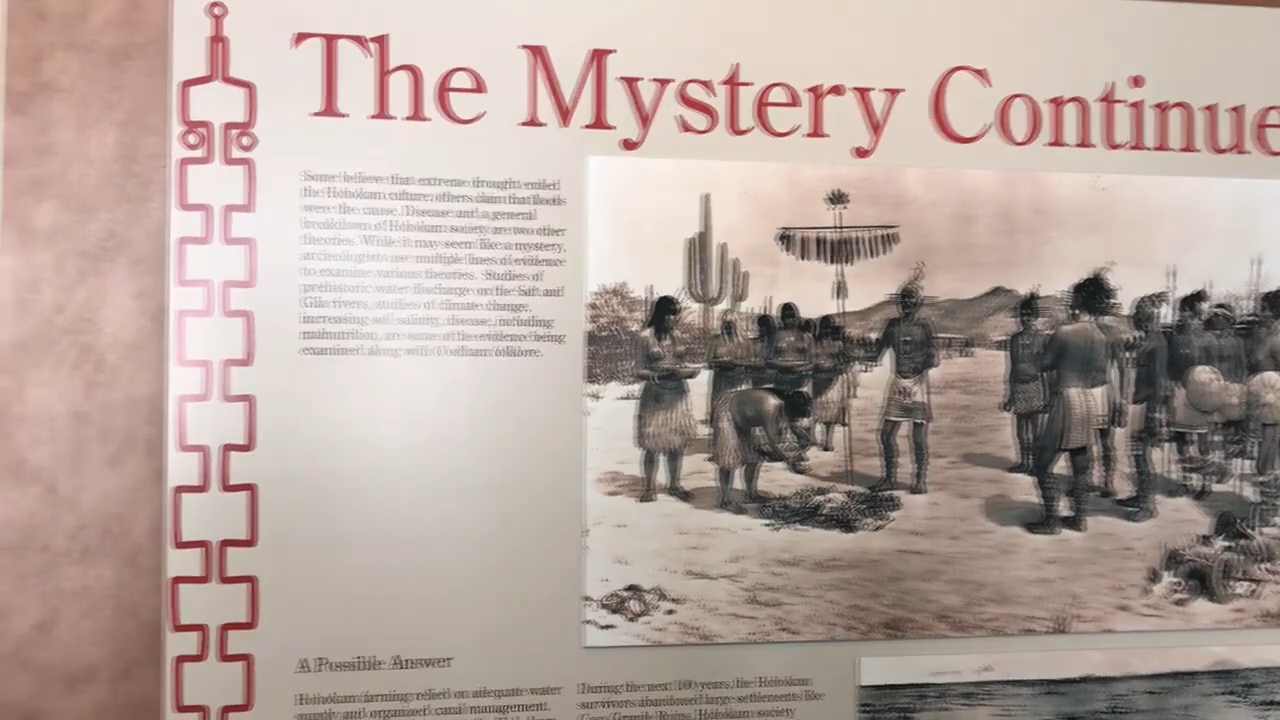 The Mystery Continue
Some believe that extreme drought ended
the Hohokam culture, others claim that floods
were the cause. Disease and a general
breakdown of Hohokam society are two other
theories. While it may seem like a mystery,
archeologists use multiple lines of evidence
to examine various theories. Studies of
prehistoric water discharge on the Salt and
Gila rivers, studies of climate change,
increasing soil salinity, disease, including
malnutrition, are some of the evidence being
examined along with O'odham folklore.
A Possible Answer
Hohokam farming relied on adequate water
supply and organized canal management.
During the next 100 years, the Hohokam
survivors abandoned large settlements like
Casa Grande Ruins. Hohokam society